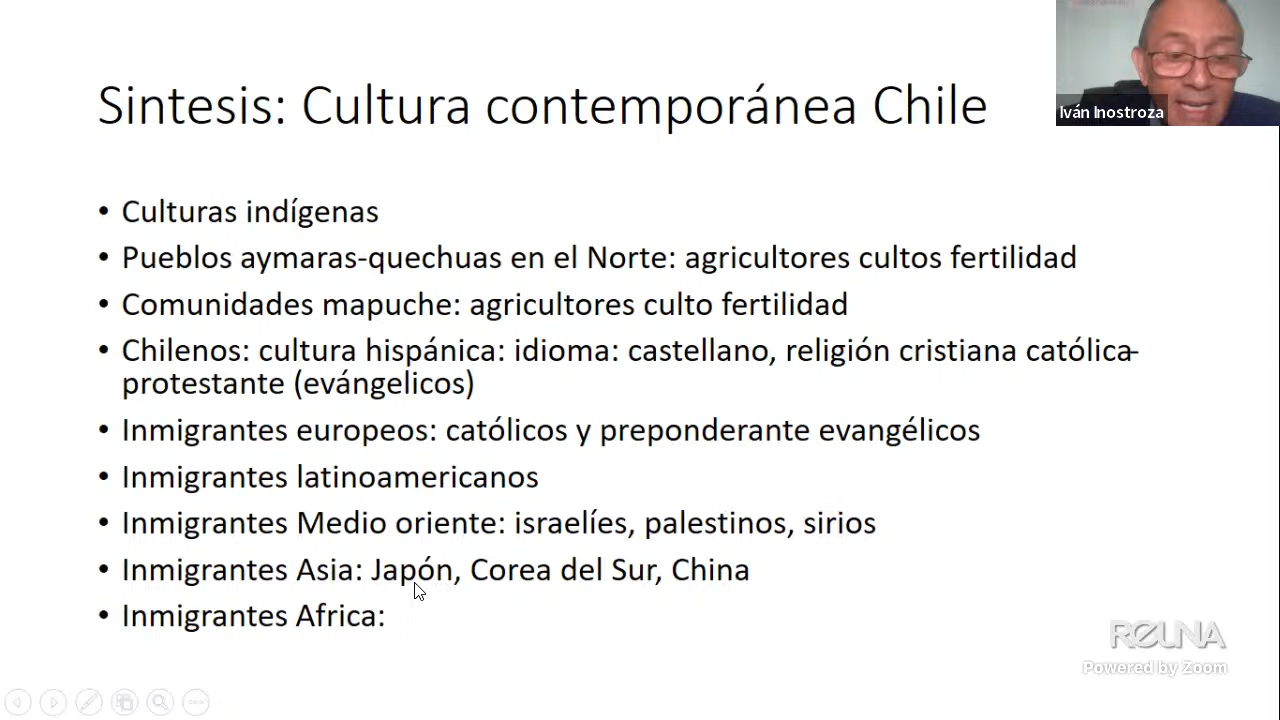 Sintesis: Cultura contemporánea Chile
Iván Inostroza
• Culturas indígenas
• Pueblos aymaras-quechuas en el Norte: agricultores cultos fertilidad
• Comunidades mapuche: agricultores culto fertilidad
• Chilenos: cultura hispánica: idioma: castellano, religión cristiana católica-
protestante (evángelicos)
• Inmigrantes europeos: católicos y preponderante evangélicos
• Inmigrantes latinoamericanos
• Inmigrantes Medio oriente: israelíes, palestinos, sirios
• Inmigrantes Asia: Japón, Corea del Sur, China
• Inmigrantes Africa:
REUNA
Powered by Zoom